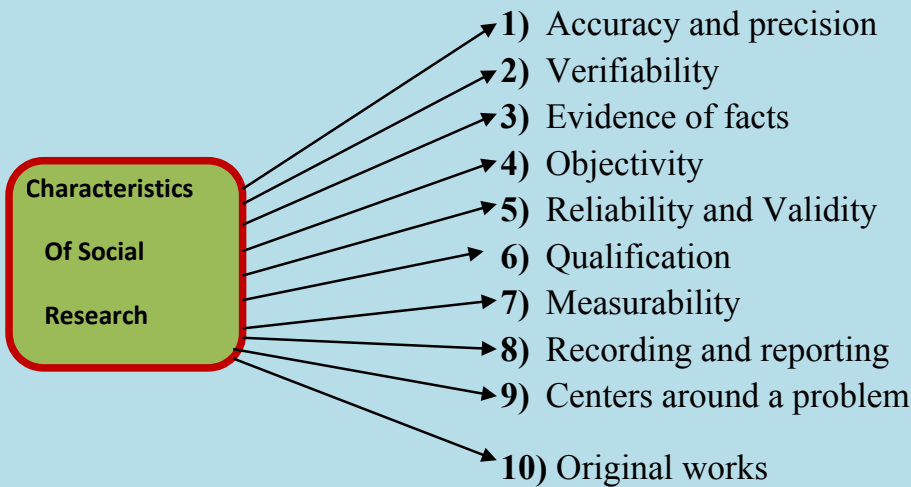 Characteristics
Of Social
Research
1) Accuracy and precision
2) Verifiability
3) Evidence of facts
4) Objectivity
5) Reliability and Validity
6) Qualification
7) Measurability
8) Recording and reporting
9) Centers around a problem
10) Original works